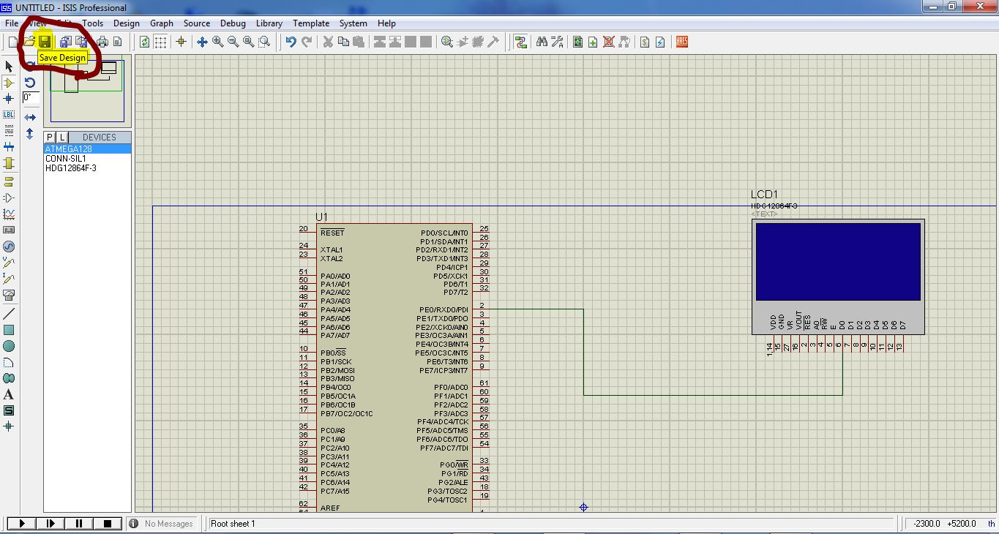 ISIS UNTITLED - ISIS Professional
File View Edit Tools Design Graph Source Debug Library Template System Help
ARES
Save Design
0°
LBL
P L DEVICES
ATMEGA128
CONN-SIL1
HDG12864F-3
A
S
U1
20 RESET
24 XTAL1
23 XTAL2
51 PA0/AD0
50 PA1/AD1
49 PA2/AD2
48 PA3/AD3
47 PA4/AD4
46 PA5/AD5
45 PA6/AD6
44 PA7/AD7
10 PB0/SS
11 PB1/SCK
12 PB2/MOSI
13 PB3/MISO
14 PB4/OC0
15 PB5/OC1A
16 PB6/OC1B
17 PB7/OC2/OC1C
35 PC0/A8
36 PC1/A9
37 PC2/A10
38 PC3/A11
39 PC4/A12
40 PC5/A13
41 PC6/A14
42 PC7/A15
62 AREF
64
PD0/SCL/INT0 25
PD1/SDA/INT1 26
PD2/RXD1/INT2 27
PD3/TXD1/INT3 28
PD4/ICP1 29
PD5/XCK1 30
PD6/T1 31
PD7/T2 32
PE0/RXD0/PDI 2
PE1/TXD0/PDO 3
PE2/XCK0/AIN0 4
PE3/OC3A/AIN1 5
PE4/OC3B/INT4 6
PE5/OC3C/INT5 7
PE6/T3/INT6 8
PE7/ICP3/INT7 9
PF0/ADC0 61
PF1/ADC1 60
PF2/ADC2 59
PF3/ADC3 58
PF4/ADC4/TCK 57
PF5/ADC5/TMS 56
PF6/ADC6/TDO 55
PF7/ADC7/TDI 54
PG0/WR 33
PG1/RD 34
PG2/ALE 43
PG3/TOSC2 18
PG4/TOSC1 19
1
LCD1
HDG12864F-3
<TEXT>
VDD GND VR VOUT RES A0 RW E D0 D1 D2 D3 D4 D5 D6 D7
1,14 15 27 16 2 3 4 5 6 7 8 9 10 11 12 13
No Messages
Root sheet 1
-2300.0 +5200.0 th